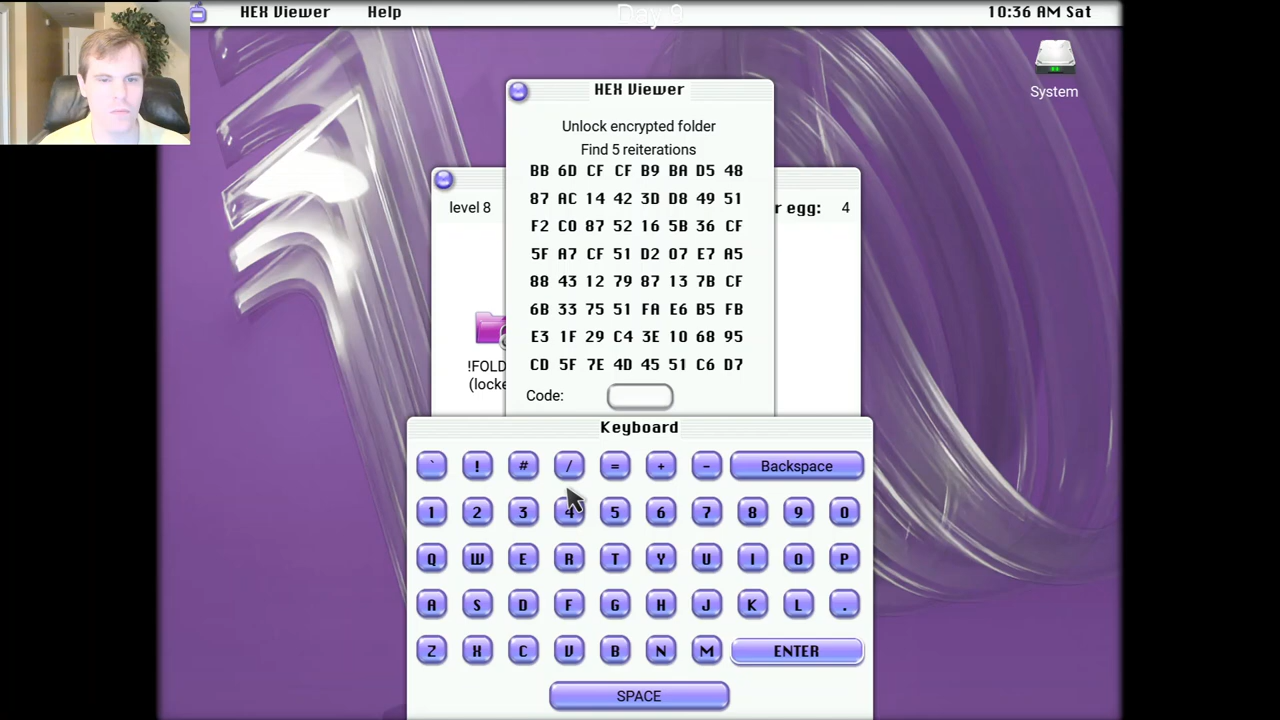 HEX Viewer Help Day 9 10:36 AM Sat
System
HEX Viewer
Unlock encrypted folder
Find 5 reiterations
BB 6D CF CF B9 BA D5 48
87 AC 14 42 3D D8 49 51
F2 C0 87 52 16 5B 36 CF
5F A7 CF 51 D2 07 E7 A5
88 43 12 79 87 13 7B CF
6B 33 75 51 FA E6 B5 FB
E3 1F 29 C4 3E 10 68 95
CD 5F 7E 4D 45 51 C6 D7
Code:
level 8
r egg: 4
!FOLD
(locke
Keyboard
` ! # / = + - Backspace
1 2 3 4 5 6 7 8 9 0
Q W E R T Y U I O P
A S D F G H J K L .
Z X C V B N M ENTER
SPACE